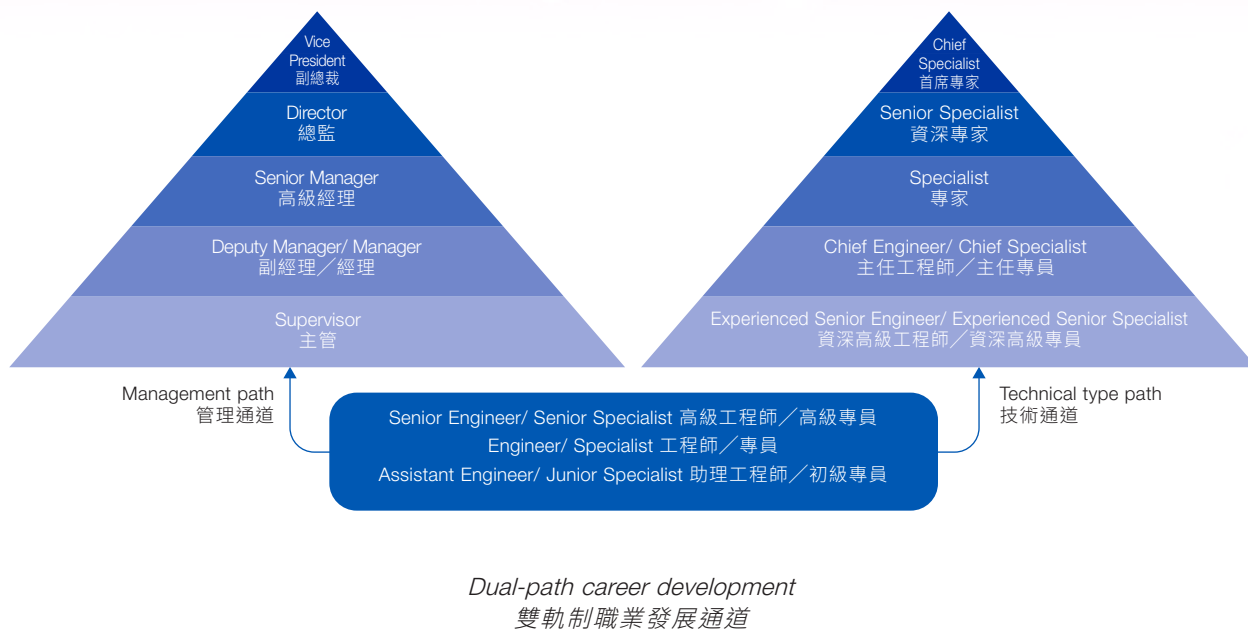 Vice
President
副總裁
Director
總監
Senior Manager
高級經理
Deputy Manager/ Manager
副經理／經理
Supervisor
主管
Chief
Specialist
首席專家
Senior Specialist
資深專家
Specialist
專家
Chief Engineer/ Chief Specialist
主任工程師／主任專員
Experienced Senior Engineer/ Experienced Senior Specialist
資深高級工程師／資深高級專員
Management path
管理通道
Technical type path
技術通道
Senior Engineer/ Senior Specialist 高級工程師／高級專員
Engineer/ Specialist 工程師／專員
Assistant Engineer/ Junior Specialist 助理工程師／初級專員
Dual-path career development
雙軌制職業發展通道